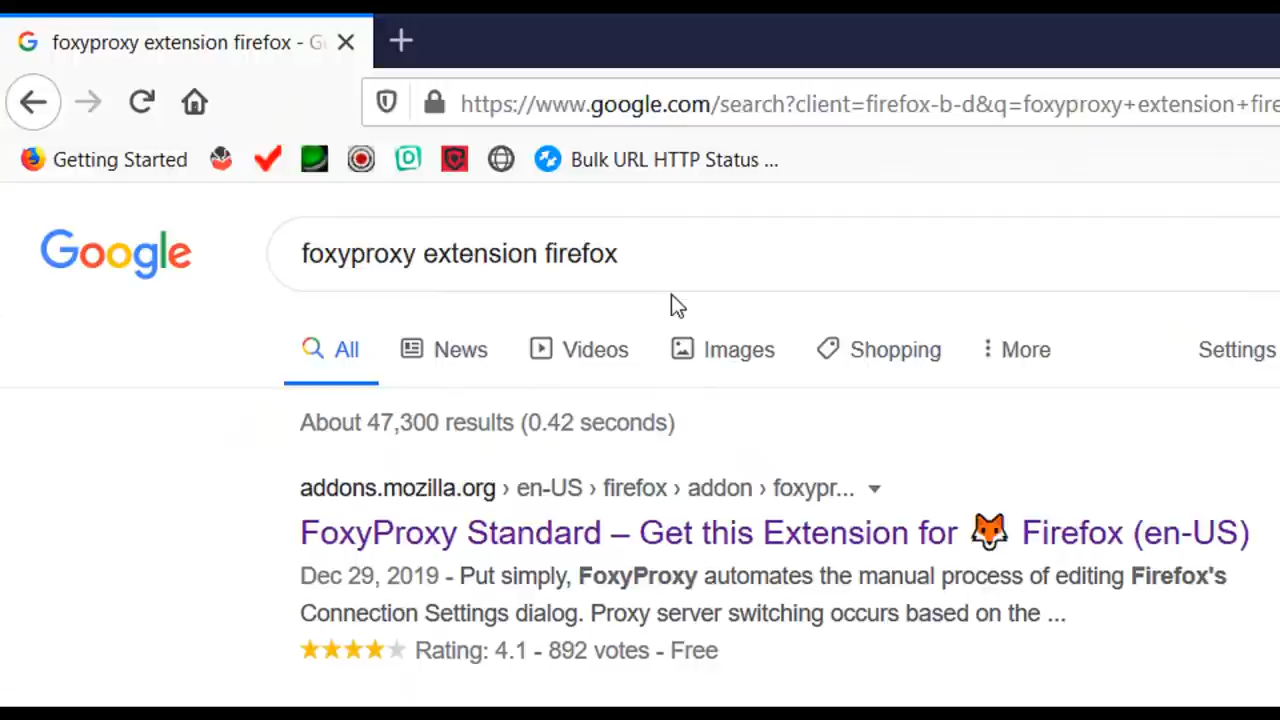 foxyproxy extension firefox - G
https://www.google.com/search?client=firefox-b-d&q=foxyproxy+extension+fire
Getting Started Bulk URL HTTP Status ...
Google foxyproxy extension firefox
All News Videos Images Shopping More Settings
About 47,300 results (0.42 seconds)
addons.mozilla.org › en-US › firefox › addon › foxypr...
FoxyProxy Standard – Get this Extension for 🦊 Firefox (en-US)
Dec 29, 2019 - Put simply, FoxyProxy automates the manual process of editing Firefox's
Connection Settings dialog. Proxy server switching occurs based on the ...
Rating: 4.1 - 892 votes - Free